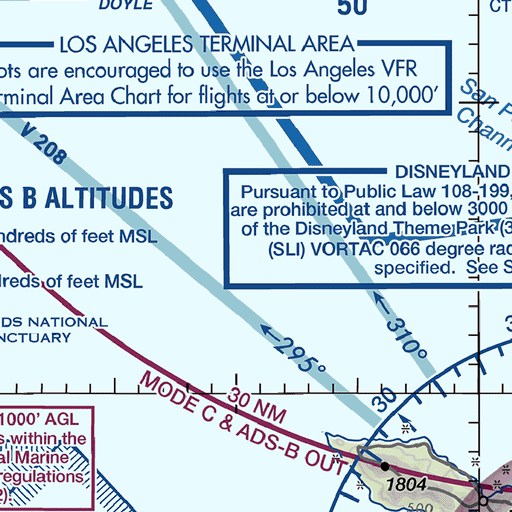 DOYLE
50
CT
LOS ANGELES TERMINAL AREA
ots are encouraged to use the Los Angeles VFR
rminal Area Chart for flights at or below 10,000'
San P
Chann
V 208
DISNEYLAND
Pursuant to Public Law 108-199,
are prohibited at and below 3000
of the Disneyland Theme Park (3
(SLI) VORTAC 066 degree rad
specified. See S
S B ALTITUDES
ndreds of feet MSL
dreds of feet MSL
DS NATIONAL
NCTUARY
295°
310°
3
30
30 NM
MODE C & ADS-B OUT
1000' AGL
s within the
al Marine
regulations
2).
1804
500